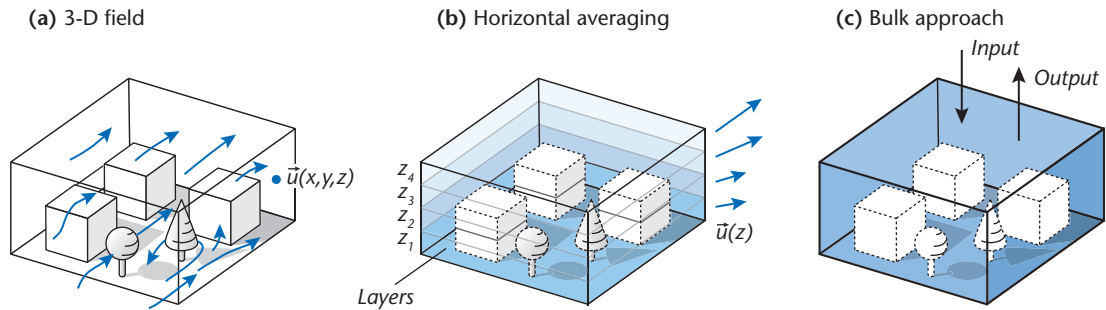 (a) 3-D field
u⃗(x,y,z)
(b) Horizontal averaging
z₄
z₃
z₂
z₁
u⃗(z)
Layers
(c) Bulk approach
Input
Output